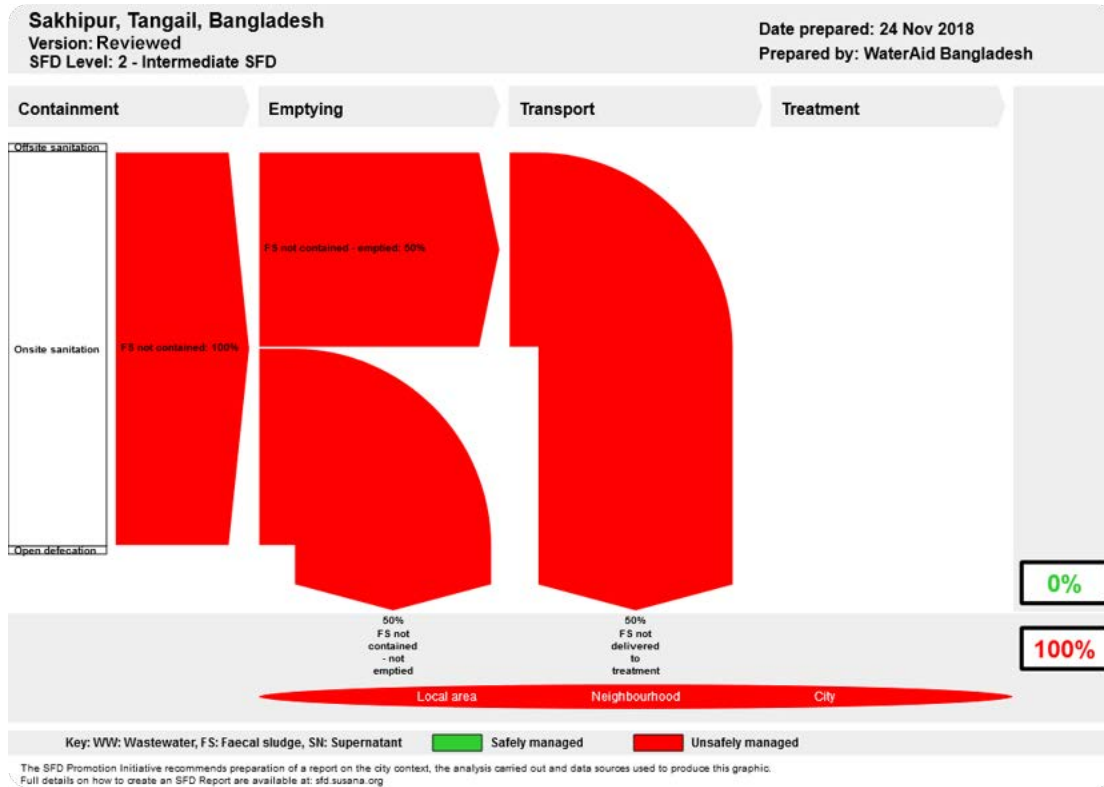 Sakhipur, Tangail, Bangladesh
Version: Reviewed
SFD Level: 2 - Intermediate SFD
Date prepared: 24 Nov 2018
Prepared by: WaterAid Bangladesh
Containment
Emptying
Transport
Treatment
Offsite sanitation
FS not contained - emptied: 50%
Onsite sanitation
FS not contained: 100%
Open defecation
0%
50%
FS not
contained
- not
emptied
50%
FS not
delivered
to
treatment
100%
Local area
Neighbourhood
City
Key: WW: Wastewater, FS: Faecal sludge, SN: Supernatant
Safely managed
Unsafely managed
The SFD Promotion Initiative recommends preparation of a report on the city context, the analysis carried out and data sources used to produce this graphic.
Full details on how to create an SFD Report are available at: sfd.susana.org